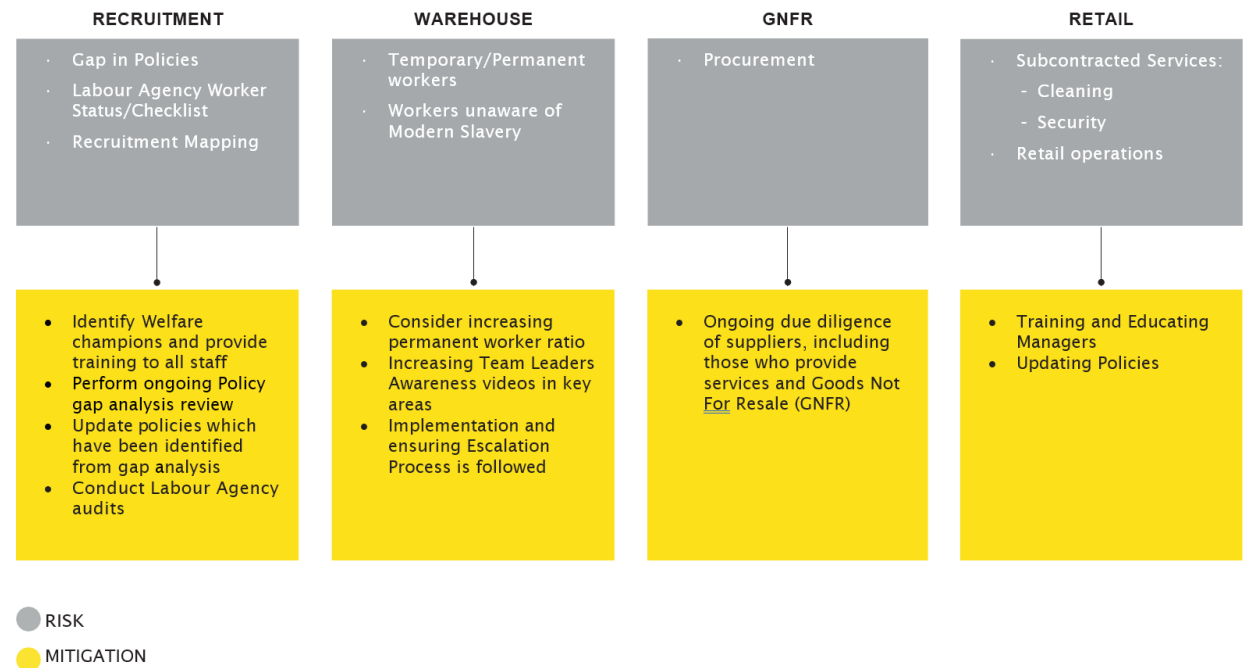 RECRUITMENT
· Gap in Policies
· Labour Agency Worker
Status/Checklist
· Recruitment Mapping
WAREHOUSE
· Temporary/Permanent
workers
· Workers unaware of
Modern Slavery
GNFR
· Procurement
RETAIL
· Subcontracted Services:
- Cleaning
- Security
· Retail operations
• Identify Welfare
champions and provide
training to all staff
• Perform ongoing Policy
gap analysis review
• Update policies which
have been identified
from gap analysis
• Conduct Labour Agency
audits
• Consider increasing
permanent worker ratio
• Increasing Team Leaders
Awareness videos in key
areas
• Implementation and
ensuring Escalation
Process is followed
• Ongoing due diligence
of suppliers, including
those who provide
services and Goods Not
For Resale (GNFR)
• Training and Educating
Managers
• Updating Policies
RISK
MITIGATION